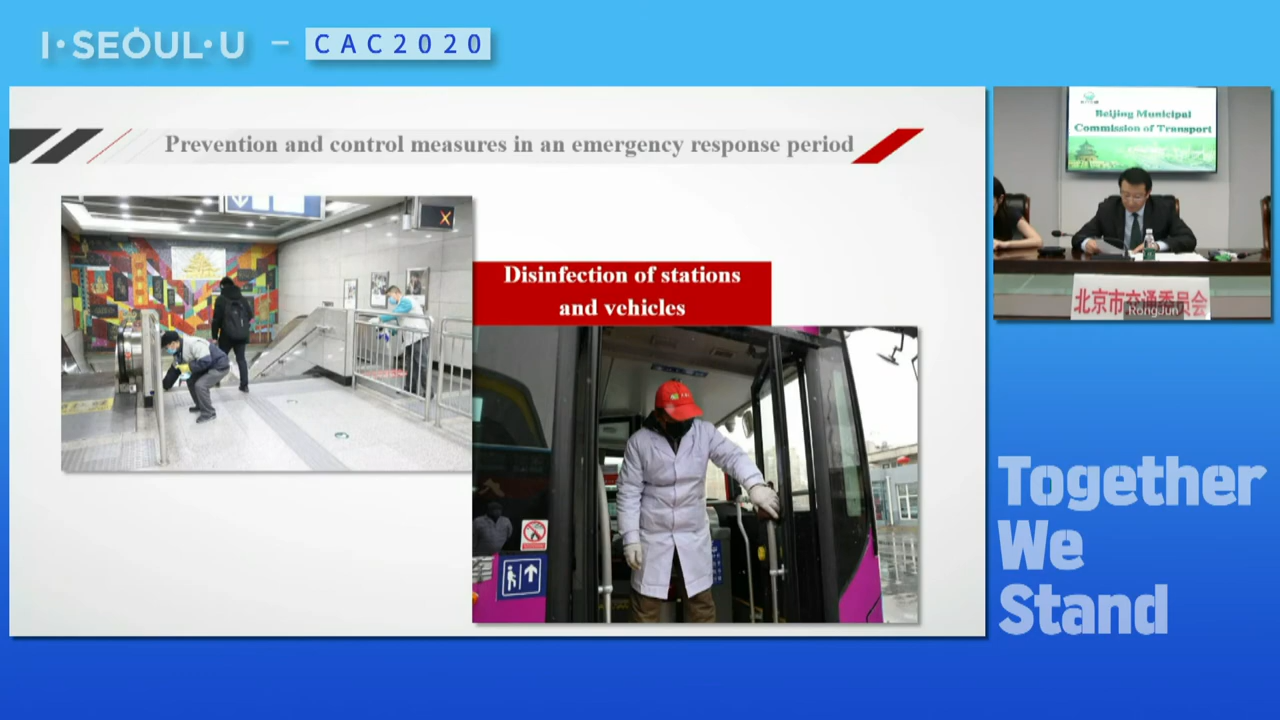 I·SEOUL·U – CAC2020
Prevention and control measures in an emergency response period
Disinfection of stations
and vehicles
Beijing Municipal
Commission of Transport
北京市交通委员会
RongJun
Together
We
Stand